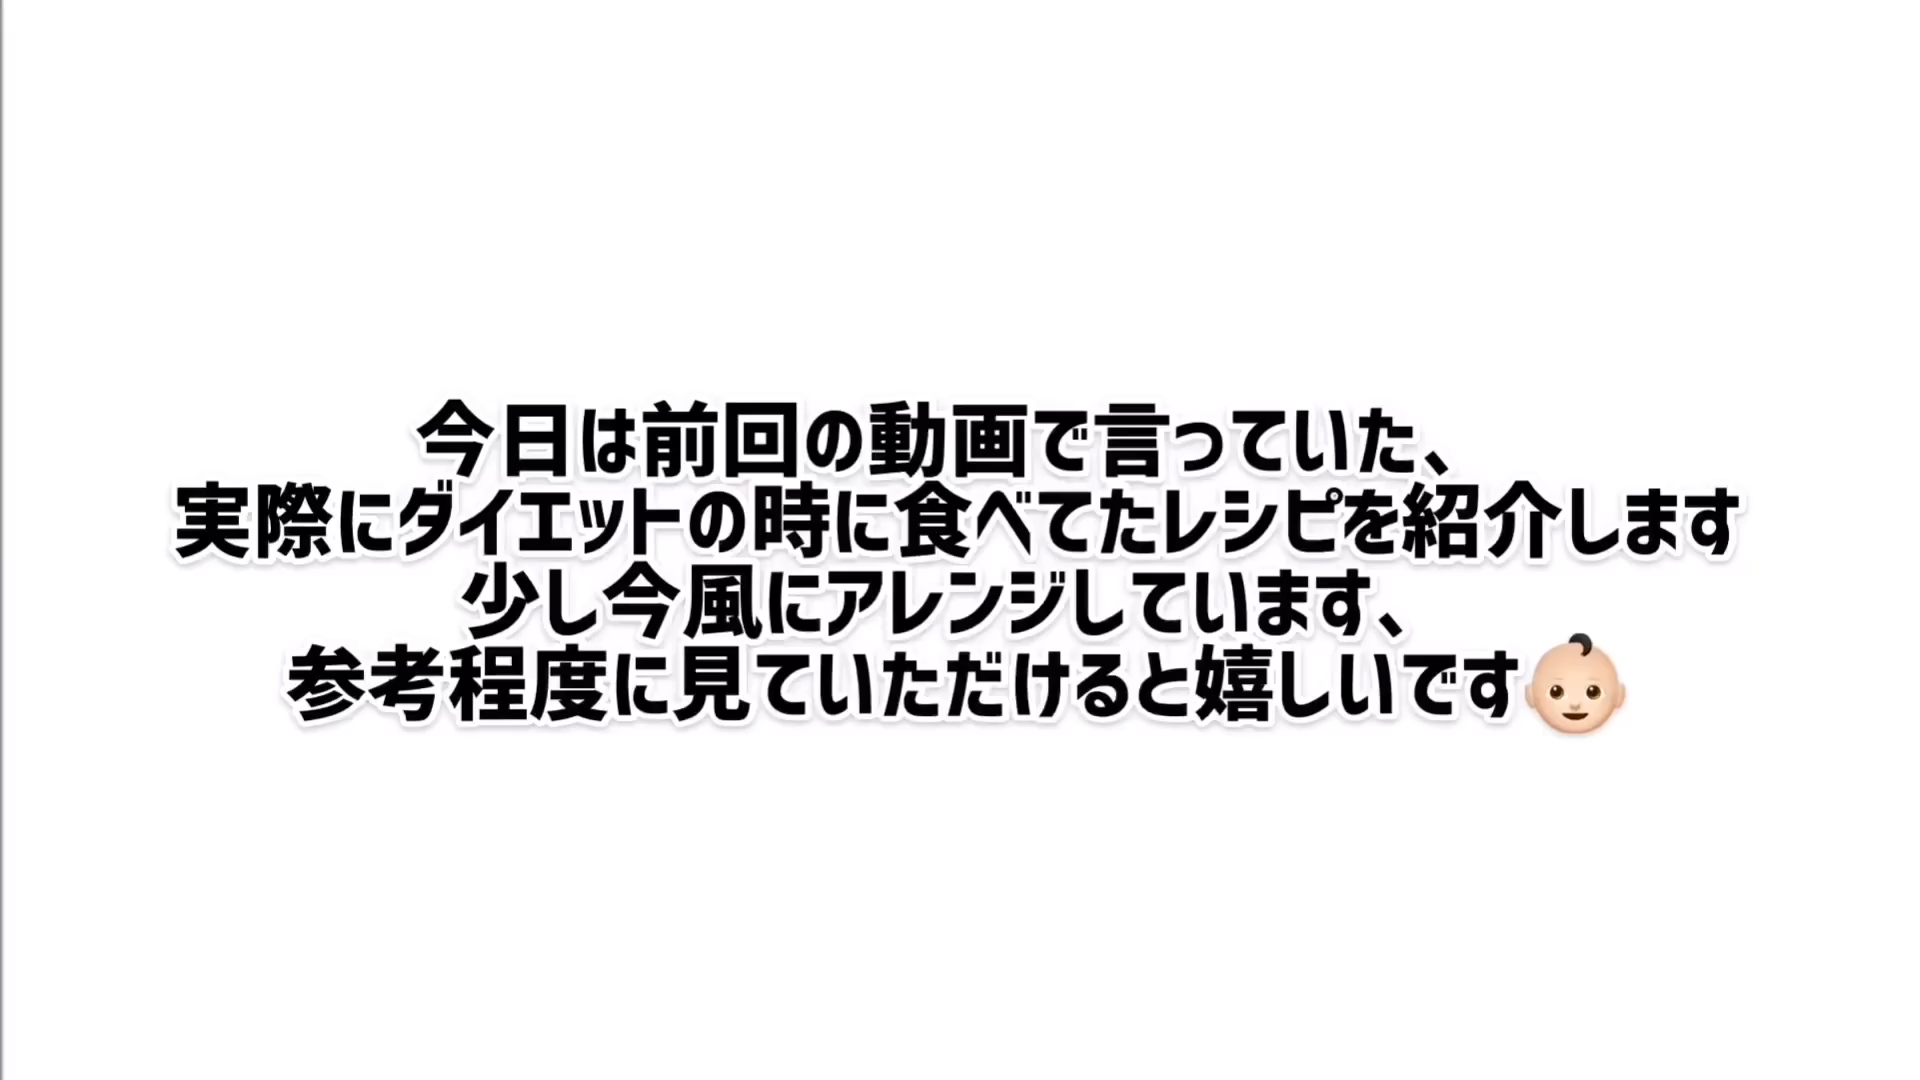 今日は前回の動画で言っていた、
実際にダイエットの時に食べてたレシピを紹介します
少し今風にアレンジしています、
参考程度に見ていただけると嬉しいです👶🏻